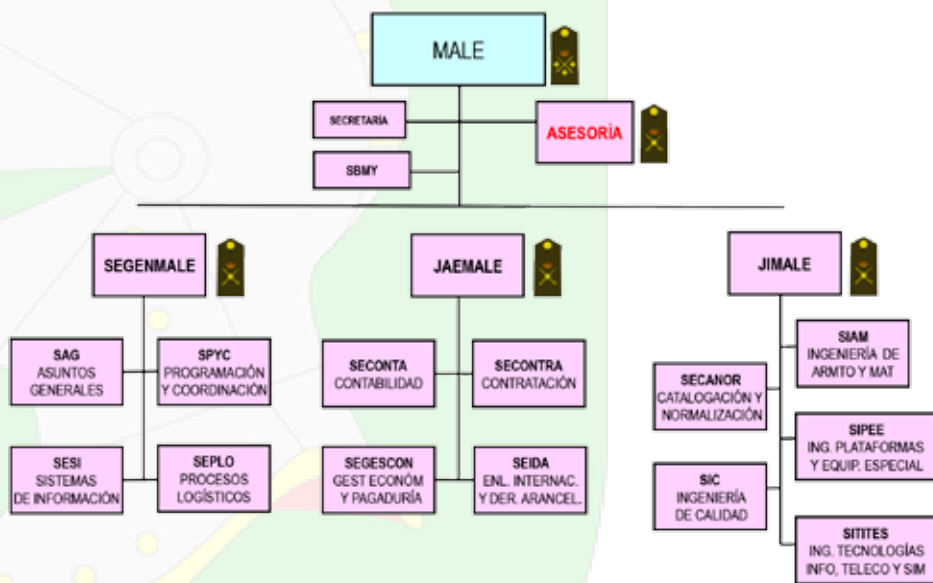 MALE
SECRETARÍA
ASESORÍA
SBMY
SEGENMALE
JAEMALE
JIMALE
SAG
ASUNTOS
GENERALES
SPYC
PROGRAMACIÓN
Y COORDINACIÓN
SESI
SISTEMAS
DE INFORMACIÓN
SEPLO
PROCESOS
LOGÍSTICOS
SECONTA
CONTABILIDAD
SECONTRA
CONTRATACIÓN
SEGESCON
GEST ECONÓM
Y PAGADURÍA
SEIDA
ENL. INTERNAC.
Y DER. ARANCEL.
SIAM
INGENIERÍA DE
ARMTO Y MAT
SECANOR
CATALOGACIÓN Y
NORMALIZACIÓN
SIPEE
ING. PLATAFORMAS
Y EQUIP. ESPECIAL
SIC
INGENIERÍA
DE CALIDAD
SITITES
ING. TECNOLOGÍAS
INFO, TELECO Y SIM